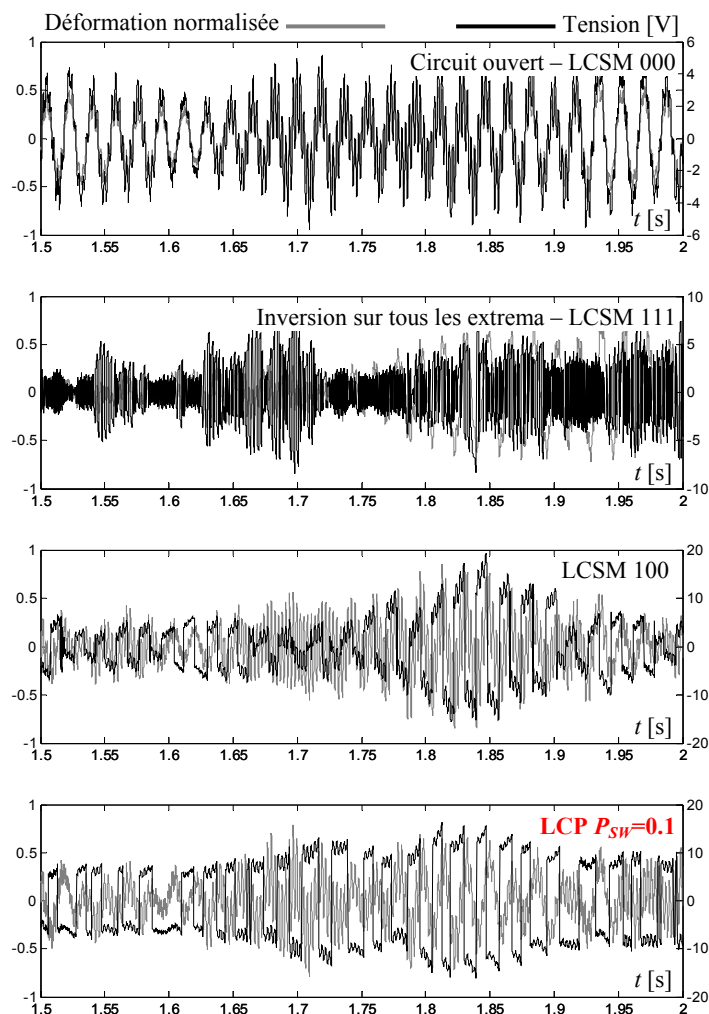 Déformation normalisée Tension [V]
Circuit ouvert – LCSM 000
1 0.5 0 -0.5 -1
6 4 2 0 -2 -4 -6
t [s]
1.5 1.55 1.6 1.65 1.7 1.75 1.8 1.85 1.9 1.95 2
Inversion sur tous les extrema – LCSM 111
1 0.5 0 -0.5 -1
10 5 0 -5 -10
t [s]
1.5 1.55 1.6 1.65 1.7 1.75 1.8 1.85 1.9 1.95 2
LCSM 100
1 0.5 0 -0.5 -1
20 10 0 -10 -20
t [s]
1.5 1.55 1.6 1.65 1.7 1.75 1.8 1.85 1.9 1.95 2
LCP PSW=0.1
1 0.5 0 -0.5 -1
20 10 0 -10 -20
t [s]
1.5 1.55 1.6 1.65 1.7 1.75 1.8 1.85 1.9 1.95 2